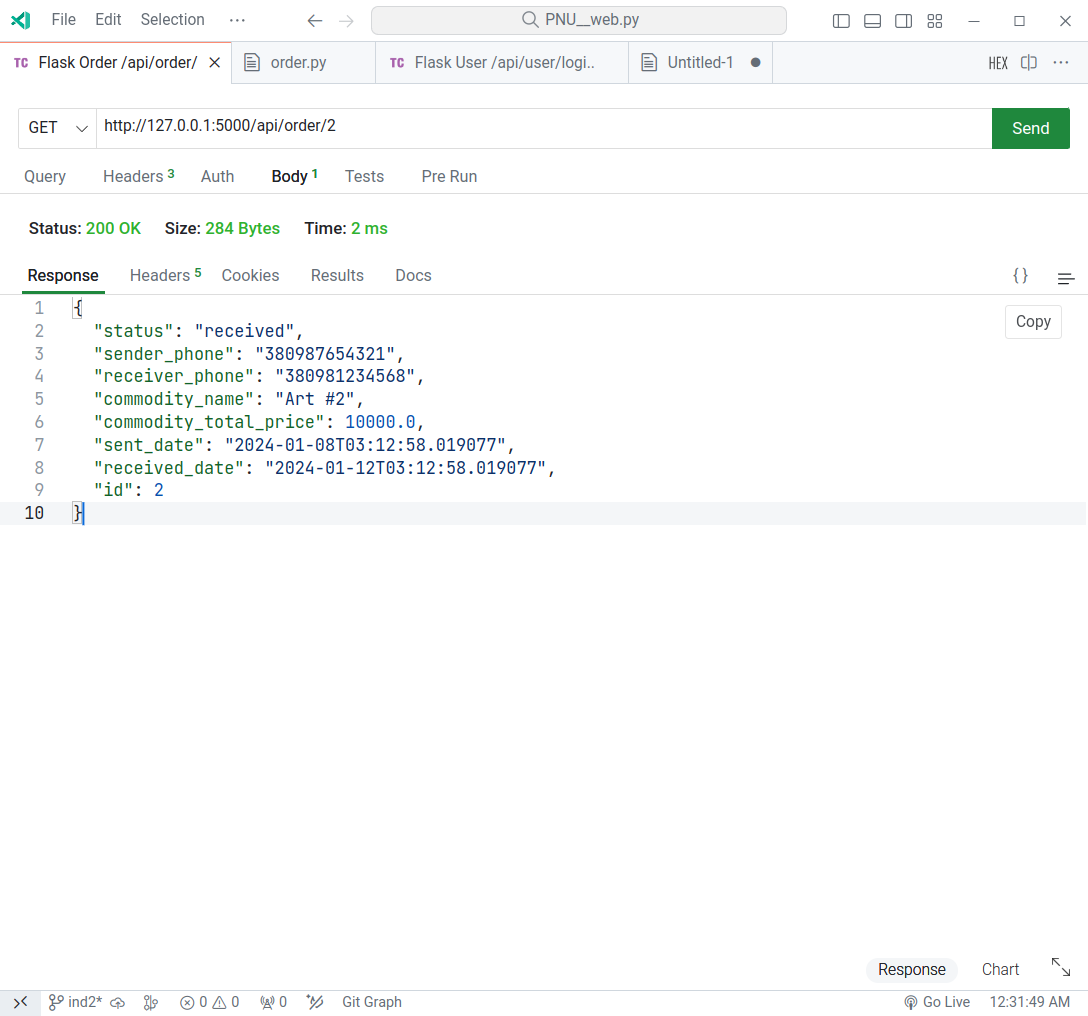 File Edit Selection ··· PNU__web.py
TC Flask Order /api/order/ order.py TC Flask User /api/user/logi.. Untitled-1 HEX ···
GET http://127.0.0.1:5000/api/order/2 Send
Query Headers 3 Auth Body 1 Tests Pre Run
Status: 200 OK Size: 284 Bytes Time: 2 ms
Response Headers 5 Cookies Results Docs {}
1 {
Copy
2 "status": "received",
3 "sender_phone": "380987654321",
4 "receiver_phone": "380981234568",
5 "commodity_name": "Art #2",
6 "commodity_total_price": 10000.0,
7 "sent_date": "2024-01-08T03:12:58.019077",
8 "received_date": "2024-01-12T03:12:58.019077",
9 "id": 2
10 }
Response Chart
ind2* 0 0 0 Git Graph Go Live 12:31:49 AM